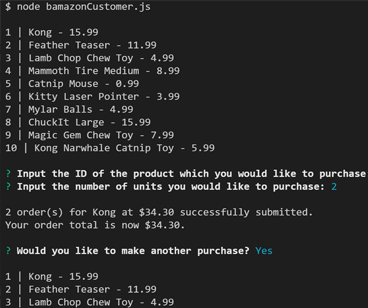 $ node bamazonCustomer.js
1 | Kong - 15.99
2 | Feather Teaser - 11.99
3 | Lamb Chop Chew Toy - 4.99
4 | Mammoth Tire Medium - 8.99
5 | Catnip Mouse - 0.99
6 | Kitty Laser Pointer - 3.99
7 | Mylar Balls - 4.99
8 | ChuckIt Large - 15.99
9 | Magic Gem Chew Toy - 7.99
10 | Kong Narwhale Catnip Toy - 5.99
? Input the ID of the product which you would like to purchase
? Input the number of units you would like to purchase: 2
2 order(s) for Kong at $34.30 successfully submitted.
Your order total is now $34.30.
? Would you like to make another purchase? Yes
1 | Kong - 15.99
2 | Feather Teaser - 11.99
3 | Lamb Chop Chew Toy - 4.99